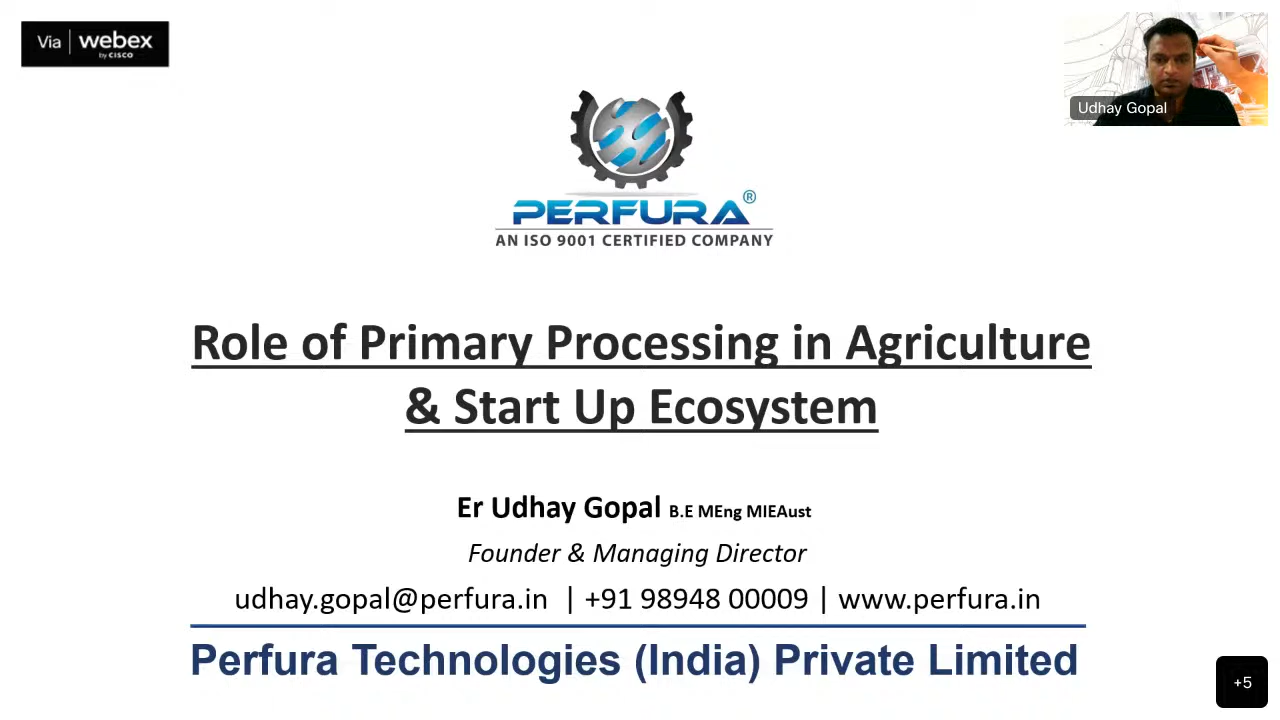 Via | webex
by CISCO
Udhay Gopal
PERFURA®
AN ISO 9001 CERTIFIED COMPANY
Role of Primary Processing in Agriculture
& Start Up Ecosystem
Er Udhay Gopal B.E MEng MIEAust
Founder & Managing Director
udhay.gopal@perfura.in | +91 98948 00009 | www.perfura.in
Perfura Technologies (India) Private Limited
+5